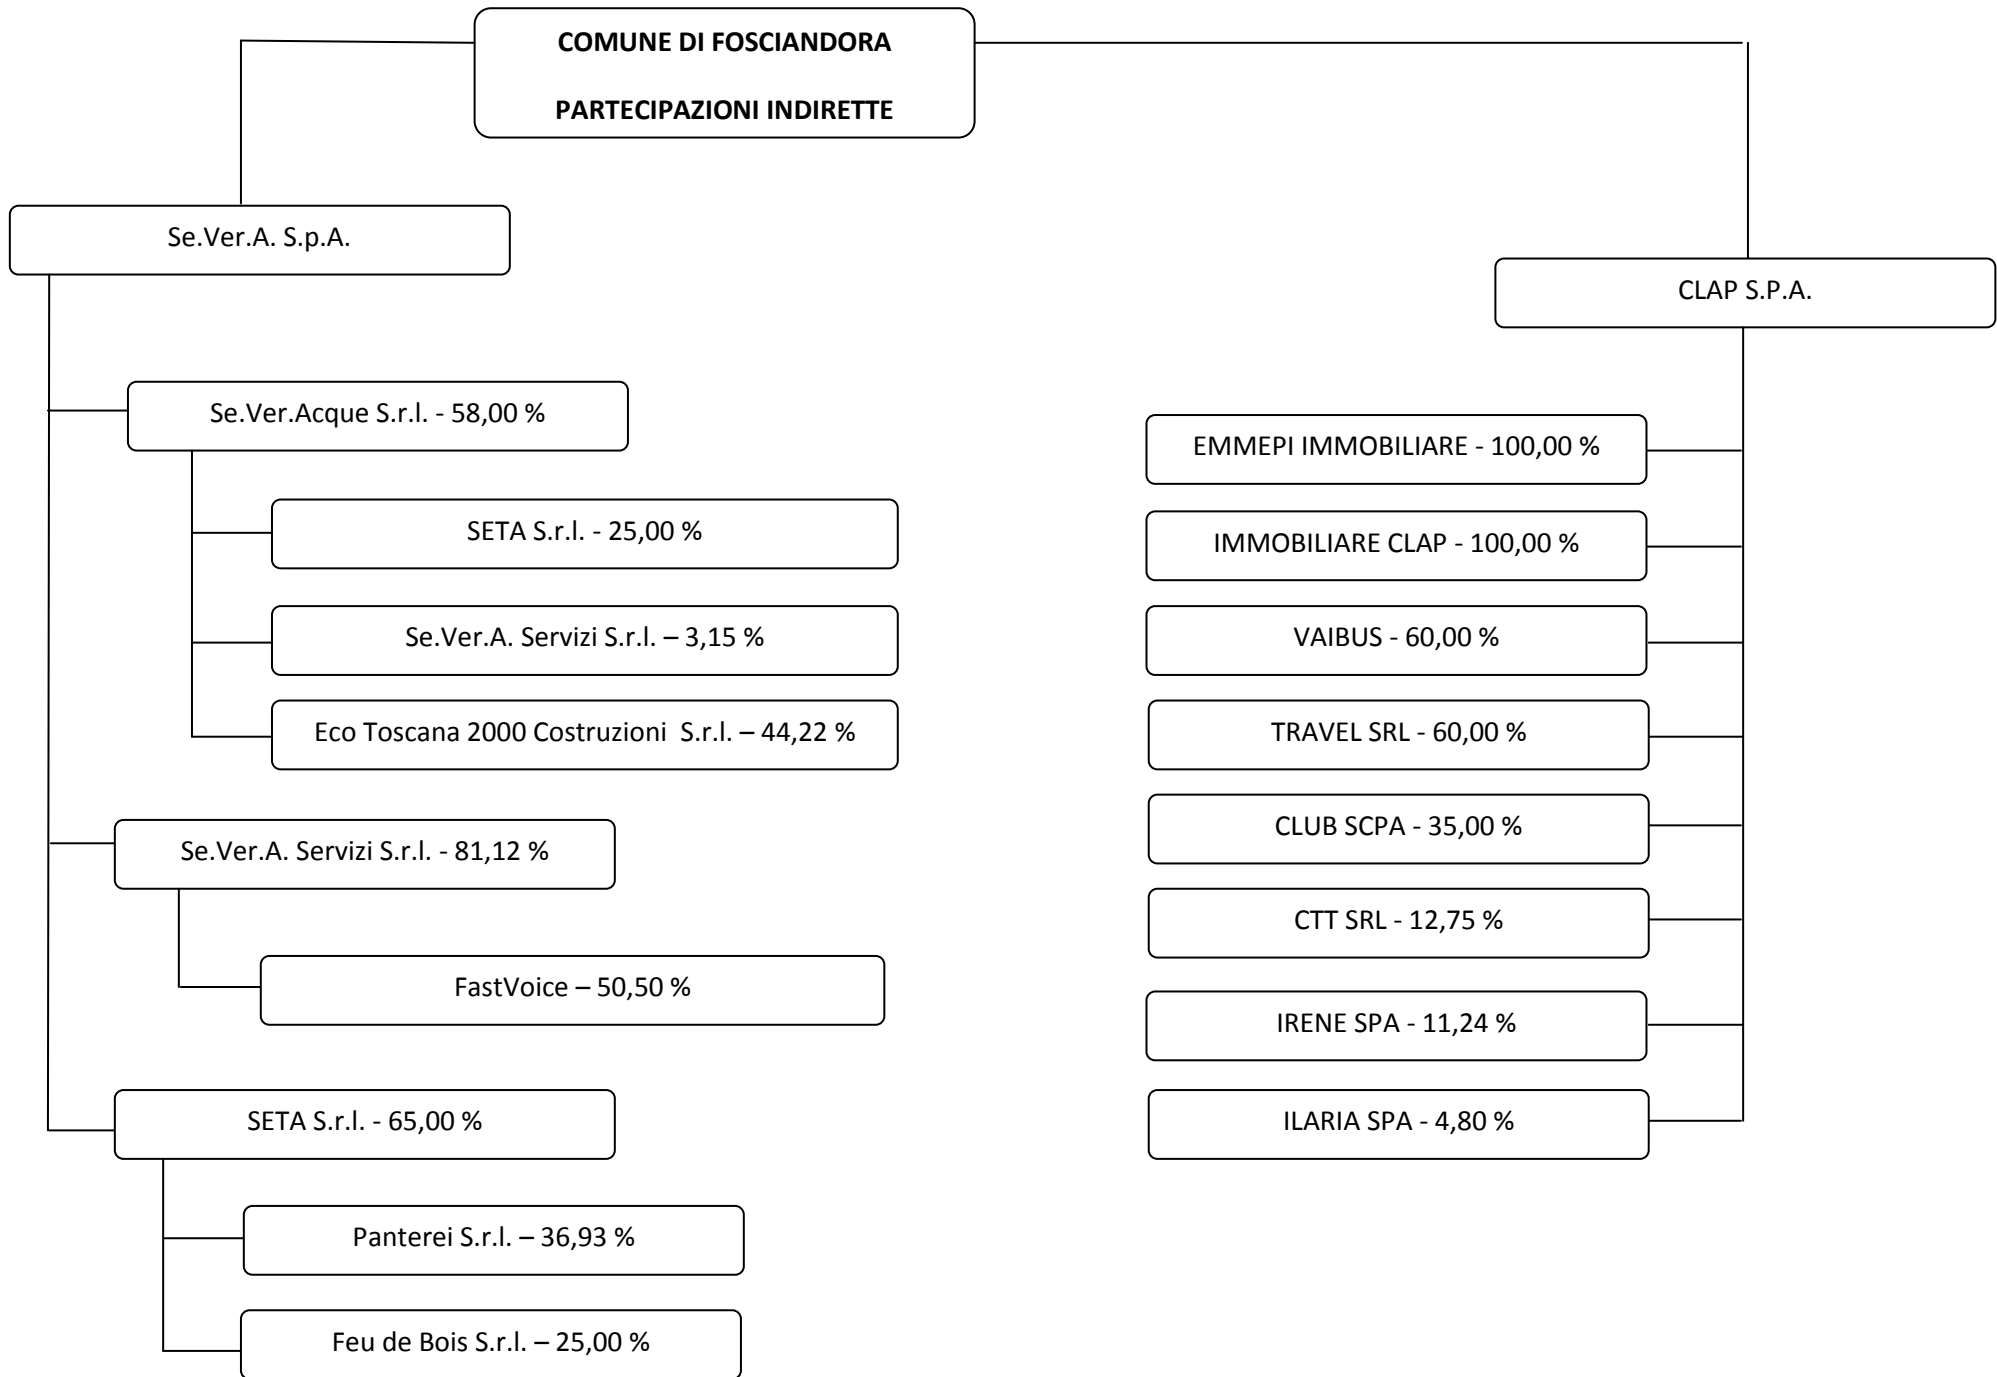 COMUNE DI FOSCIANDORA
PARTECIPAZIONI INDIRETTE
Se.Ver.A. S.p.A.
Se.Ver.Acque S.r.l. - 58,00 %
SETA S.r.l. - 25,00 %
Se.Ver.A. Servizi S.r.l. – 3,15 %
Eco Toscana 2000 Costruzioni  S.r.l. – 44,22 %
Se.Ver.A. Servizi S.r.l. - 81,12 %
FastVoice – 50,50 %
SETA S.r.l. - 65,00 %
Panterei S.r.l. – 36,93 %
Feu de Bois S.r.l. – 25,00 %
CLAP S.P.A.
EMMEPI IMMOBILIARE - 100,00 %
IMMOBILIARE CLAP - 100,00 %
VAIBUS - 60,00 %
TRAVEL SRL - 60,00 %
CLUB SCPA - 35,00 %
CTT SRL - 12,75 %
IRENE SPA - 11,24 %
ILARIA SPA - 4,80 %